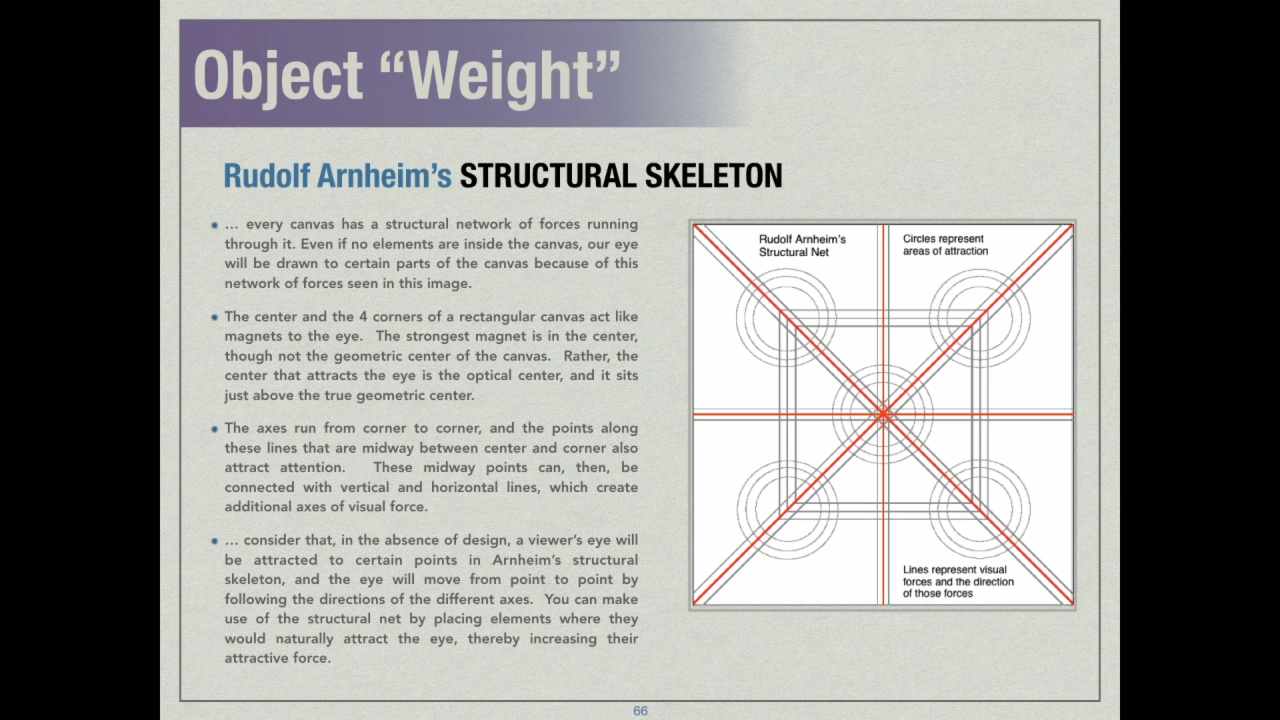 Object “Weight”
Rudolf Arnheim’s STRUCTURAL SKELETON
… every canvas has a structural network of forces running
through it. Even if no elements are inside the canvas, our eye
will be drawn to certain parts of the canvas because of this
network of forces seen in this image.
The center and the 4 corners of a rectangular canvas act like
magnets to the eye. The strongest magnet is in the center,
though not the geometric center of the canvas. Rather, the
center that attracts the eye is the optical center, and it sits
just above the true geometric center.
The axes run from corner to corner, and the points along
these lines that are midway between center and corner also
attract attention. These midway points can, then, be
connected with vertical and horizontal lines, which create
additional axes of visual force.
… consider that, in the absence of design, a viewer’s eye will
be attracted to certain points in Arnheim’s structural
skeleton, and the eye will move from point to point by
following the directions of the different axes. You can make
use of the structural net by placing elements where they
would naturally attract the eye, thereby increasing their
attractive force.
Rudolf Arnheim’s
Structural Net
Circles represent
areas of attraction
Lines represent visual
forces and the direction
of those forces
66